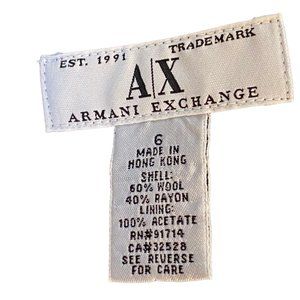 EST. 1991 TRADEMARK
A|X
ARMANI EXCHANGE
6
MADE IN
HONG KONG
SHELL:
60% WOOL
40% RAYON
LINING:
100% ACETATE
RN#91714
CA#32528
SEE REVERSE
FOR CARE